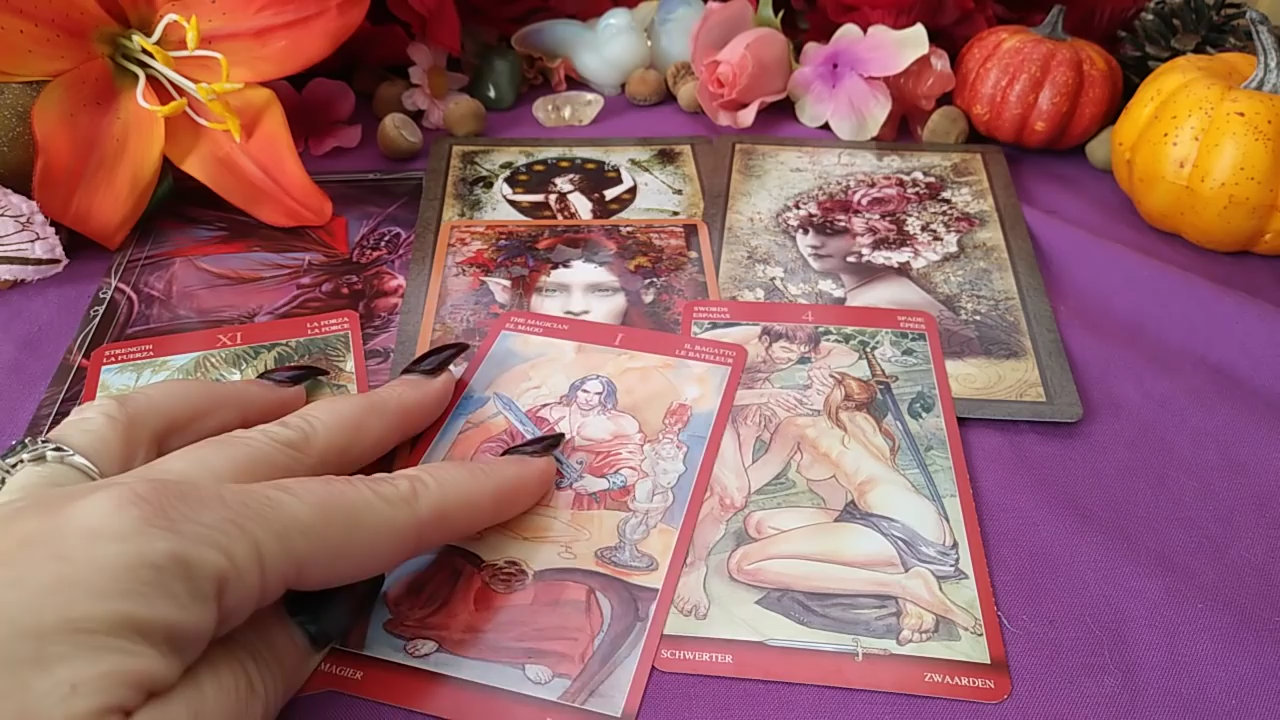 STRENGTH
LA FUERZA
XI
LA FORZA
LA FORCE
THE MAGICIAN
EL MAGO
I
IL BAGATTO
LE BATELEUR
MAGIER
SWORDS
ESPADAS
4
SPADE
ÉPÉES
SCHWERTER
ZWAARDEN